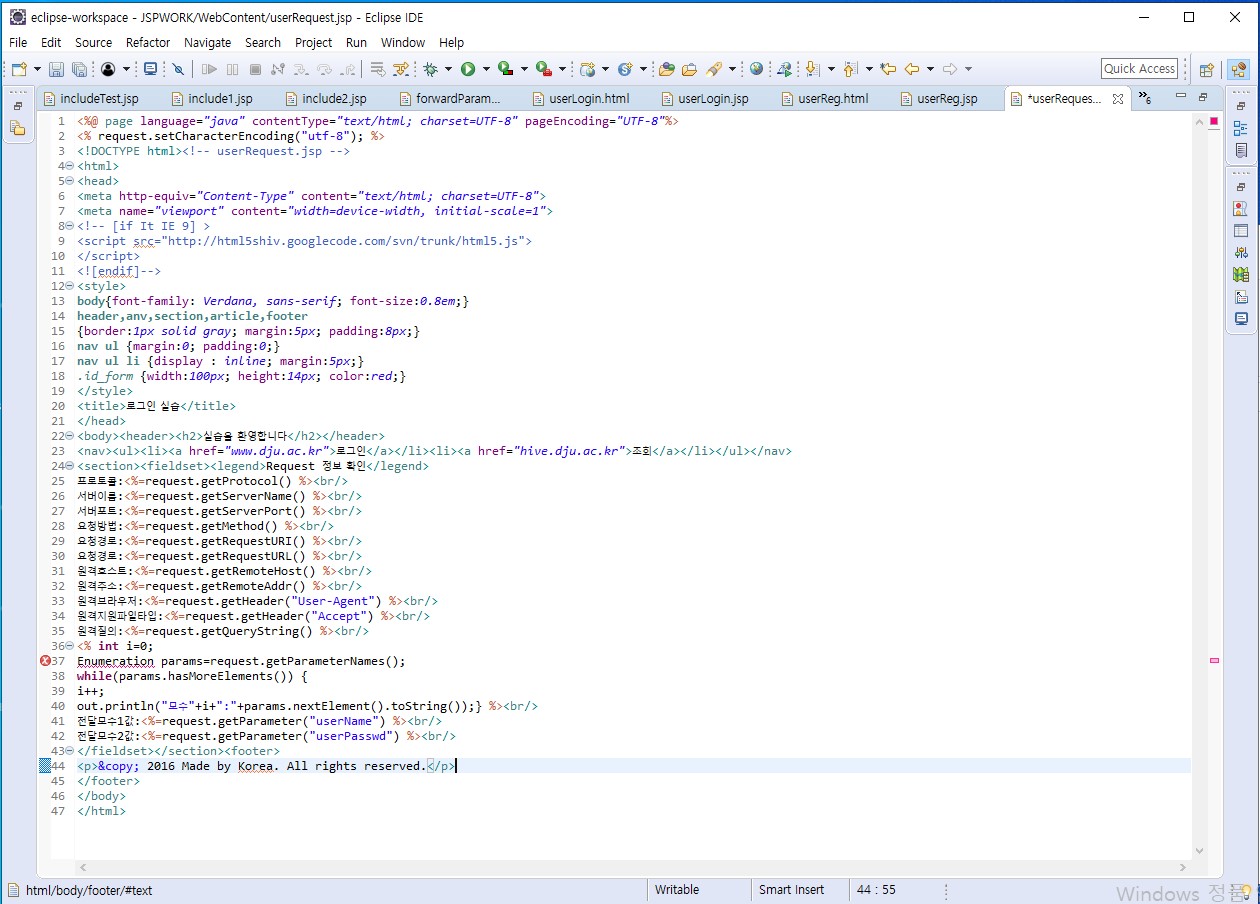 eclipse-workspace - JSPWORK/WebContent/userRequest.jsp - Eclipse IDE
File Edit Source Refactor Navigate Search Project Run Window Help
Quick Access
includeTest.jsp include1.jsp include2.jsp forwardParam... userLogin.html userLogin.jsp userReg.html userReg.jsp *userReques... »6
1 <%@ page language="java" contentType="text/html; charset=UTF-8" pageEncoding="UTF-8"%>
2 <% request.setCharacterEncoding("utf-8"); %>
3 <!DOCTYPE html><!-- userRequest.jsp -->
4 <html>
5 <head>
6 <meta http-equiv="Content-Type" content="text/html; charset=UTF-8">
7 <meta name="viewport" content="width=device-width, initial-scale=1">
8 <!-- [if It IE 9] >
9 <script src="http://html5shiv.googlecode.com/svn/trunk/html5.js">
10 </script>
11 <![endif]-->
12 <style>
13 body{font-family: Verdana, sans-serif; font-size:0.8em;}
14 header,anv,section,article,footer
15 {border:1px solid gray; margin:5px; padding:8px;}
16 nav ul {margin:0; padding:0;}
17 nav ul li {display : inline; margin:5px;}
18 .id_form {width:100px; height:14px; color:red;}
19 </style>
20 <title>로그인 실습</title>
21 </head>
22 <body><header><h2>실습을 환영합니다</h2></header>
23 <nav><ul><li><a href="www.dju.ac.kr">로그인</a></li><li><a href="hive.dju.ac.kr">조회</a></li></ul></nav>
24 <section><fieldset><legend>Request 정보 확인</legend>
25 프로토콜:<%=request.getProtocol() %><br/>
26 서버이름:<%=request.getServerName() %><br/>
27 서버포트:<%=request.getServerPort() %><br/>
28 요청방법:<%=request.getMethod() %><br/>
29 요청경로:<%=request.getRequestURI() %><br/>
30 요청경로:<%=request.getRequestURL() %><br/>
31 원격호스트:<%=request.getRemoteHost() %><br/>
32 원격주소:<%=request.getRemoteAddr() %><br/>
33 원격브라우저:<%=request.getHeader("User-Agent") %><br/>
34 원격지원파일타입:<%=request.getHeader("Accept") %><br/>
35 원격질의:<%=request.getQueryString() %><br/>
36 <% int i=0;
37 Enumeration params=request.getParameterNames();
38 while(params.hasMoreElements()) {
39 i++;
40 out.println("모수"+i+":"+params.nextElement().toString());} %><br/>
41 전달모수1값:<%=request.getParameter("userName") %><br/>
42 전달모수2값:<%=request.getParameter("userPasswd") %><br/>
43 </fieldset></section><footer>
44 <p>&copy; 2016 Made by Korea. All rights reserved.</p>
45 </footer>
46 </body>
47 </html>
html/body/footer/#text Writable Smart Insert 44 : 55
Windows 정품